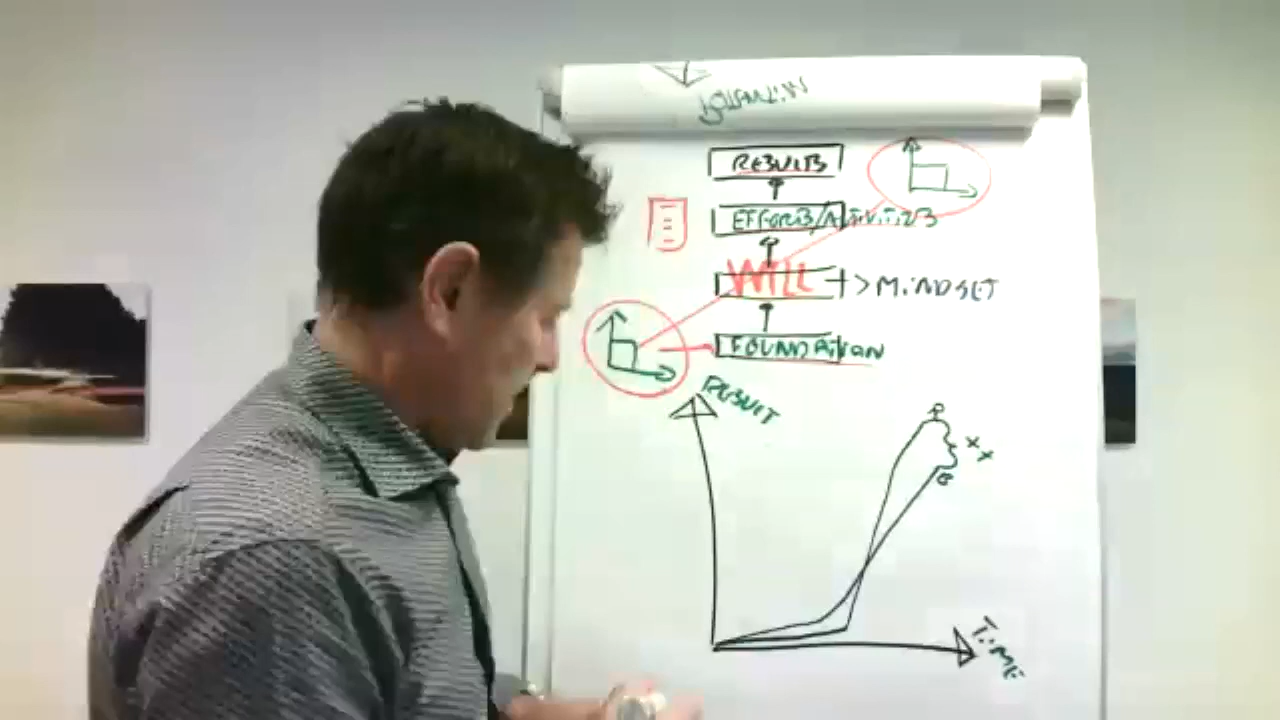 RESULTS
EFFORTS/ACTIVITIES
WILL + > MiNDSET
FOUNDATION
RESULT
R
x x
B
TiME